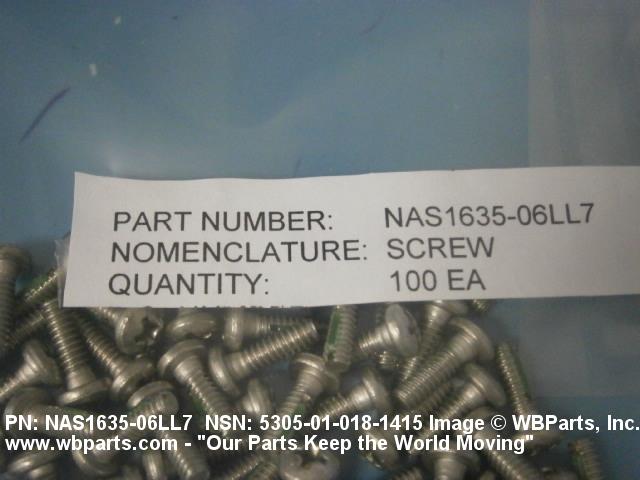 PART NUMBER: NAS1635-06LL7
NOMENCLATURE: SCREW
QUANTITY: 100 EA
PN: NAS1635-06LL7 NSN: 5305-01-018-1415 Image © WBParts, Inc.
www.wbparts.com - "Our Parts Keep the World Moving"